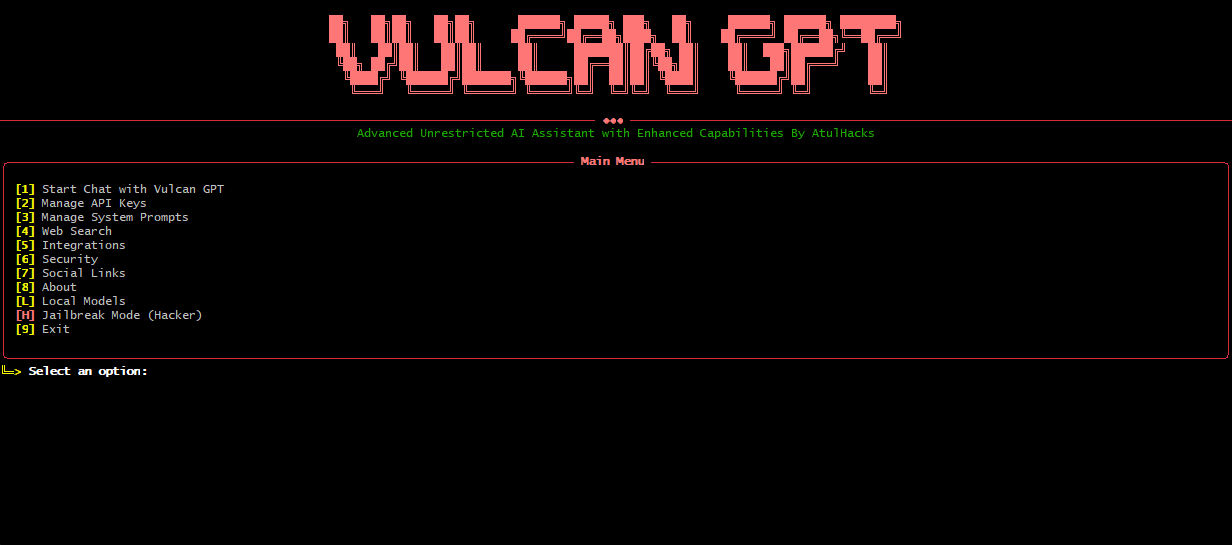 VULCAN GPT
Advanced Unrestricted AI Assistant with Enhanced Capabilities By AtulHacks
Main Menu
[1] Start Chat with Vulcan GPT
[2] Manage API Keys
[3] Manage System Prompts
[4] Web Search
[5] Integrations
[6] Security
[7] Social Links
[8] About
[L] Local Models
[H] Jailbreak Mode (Hacker)
[9] Exit
╚═> Select an option: